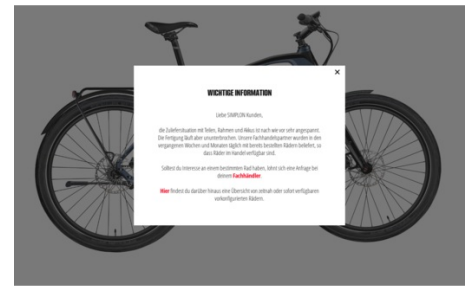 ×
WICHTIGE INFORMATION
Liebe SIMPLON Kunden,
die Zuliefersituation mit Teilen, Rahmen und Akkus ist nach wie vor sehr angespannt.
Die Fertigung läuft aber ununterbrochen. Unsere Fachhandelspartner wurden in den
vergangenen Wochen und Monaten täglich mit bereits bestellten Rädern beliefert, so
dass Räder im Handel verfügbar sind.
Solltest du Interesse an einem bestimmten Rad haben, lohnt sich eine Anfrage bei
deinem Fachhändler.
Hier findest du darüber hinaus eine Übersicht von zeitnah oder sofort verfügbaren
vorkonfigurierten Rädern.